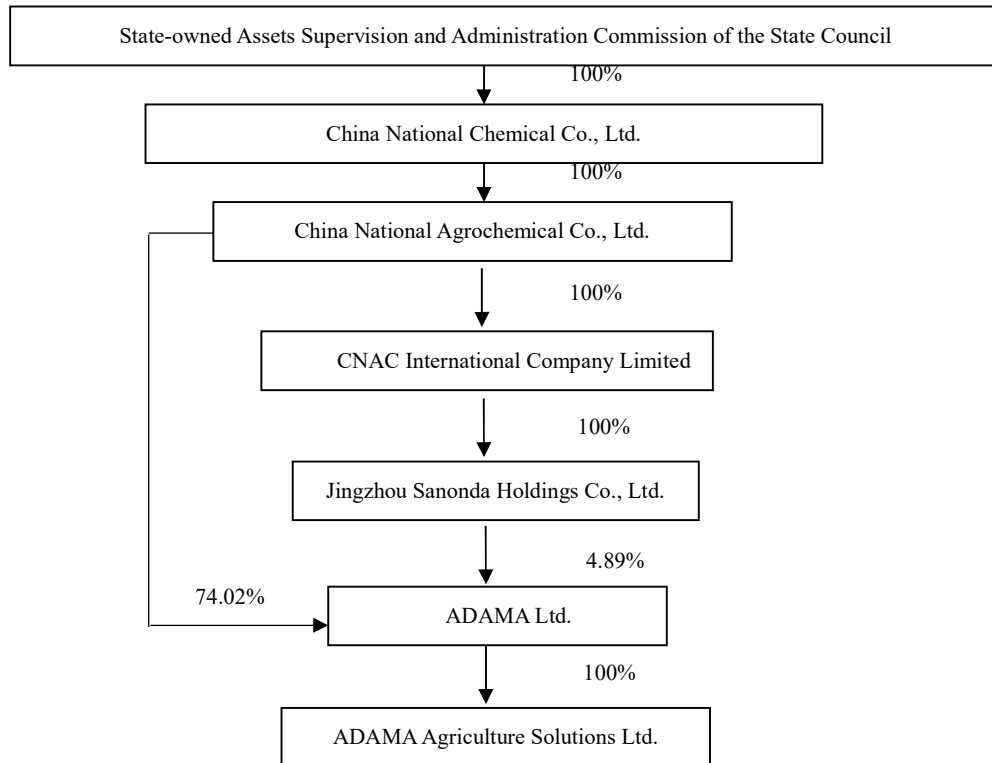 State-owned Assets Supervision and Administration Commission of the State Council
100%
China National Chemical Co., Ltd.
100%
China National Agrochemical Co., Ltd.
100%
CNAC International Company Limited
100%
Jingzhou Sanonda Holdings Co., Ltd.
4.89%
74.02%
ADAMA Ltd.
100%
ADAMA Agriculture Solutions Ltd.